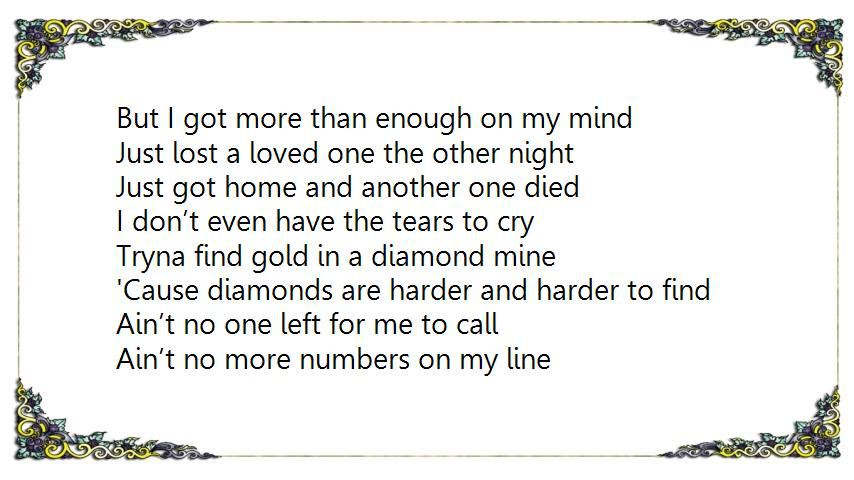 But I got more than enough on my mind
Just lost a loved one the other night
Just got home and another one died
I don’t even have the tears to cry
Tryna find gold in a diamond mine
'Cause diamonds are harder and harder to find
Ain’t no one left for me to call
Ain’t no more numbers on my line